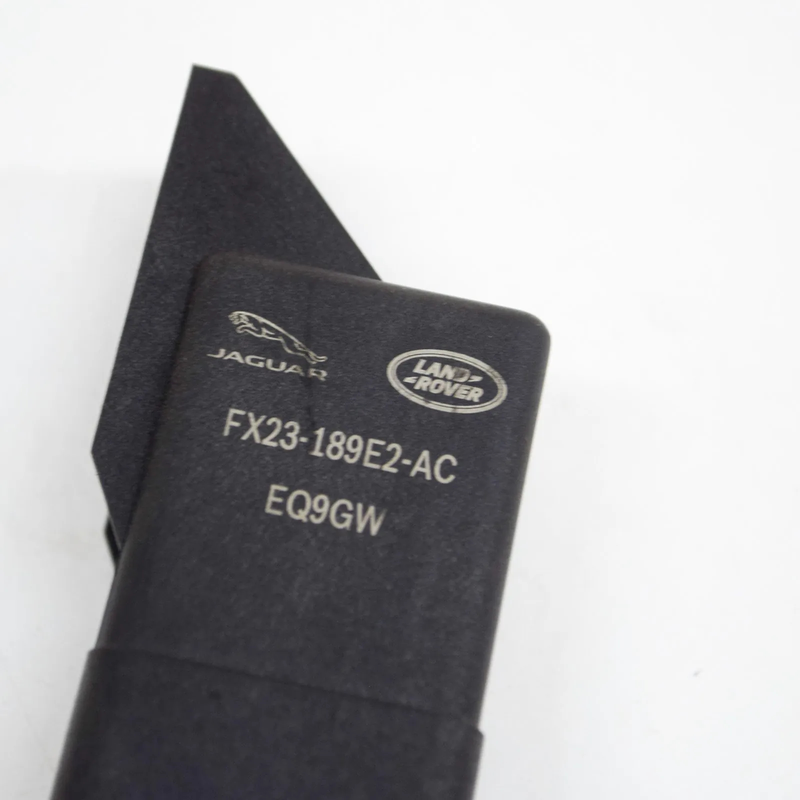 JAGUAR
LAND
ROVER
FX23-189E2-AC
EQ9GW